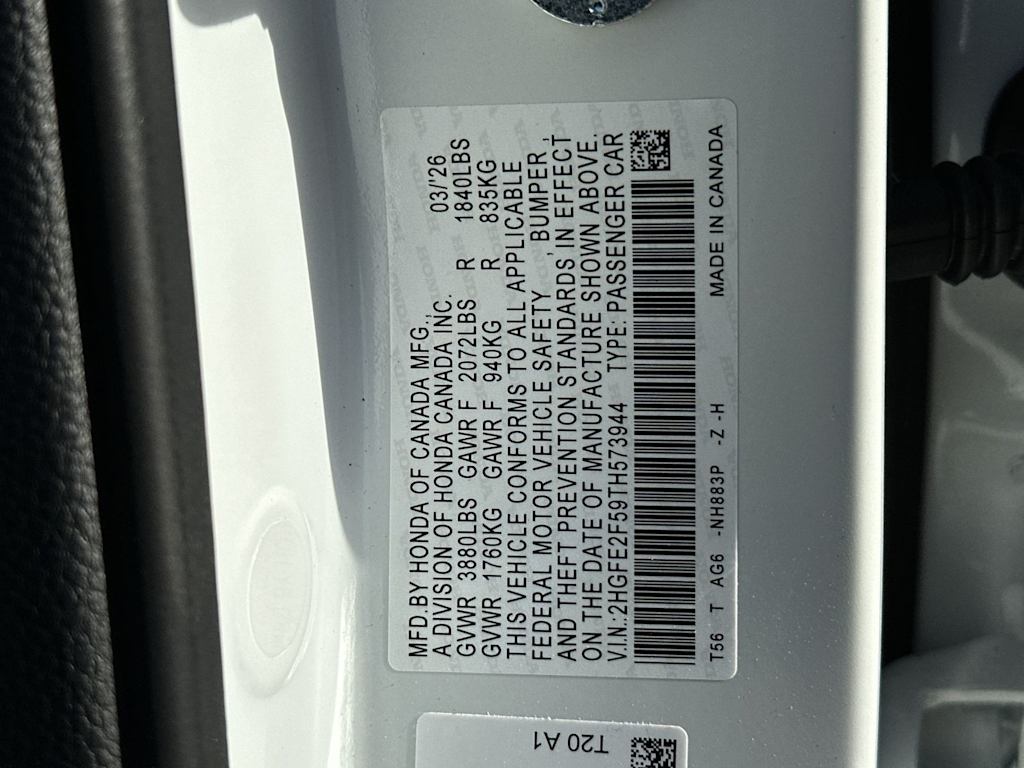 MFD.BY HONDA OF CANADA MFG.,
A DIVISION OF HONDA CANADA INC. 03/'26
GVWR 3880LBS GAWR F 2072LBS R 1840LBS
GVWR 1760KG GAWR F 940KG R 835KG
THIS VEHICLE CONFORMS TO ALL APPLICABLE
FEDERAL MOTOR VEHICLE SAFETY , BUMPER ,
AND THEFT PREVENTION STANDARDS, IN EFFECT
ON THE DATE OF MANUFACTURE SHOWN ABOVE.
V.I.N.:2HGFE2F59TH573944 TYPE: PASSENGER CAR
T56 T AG6 -NH883P -Z -H MADE IN CANADA
T20 A1